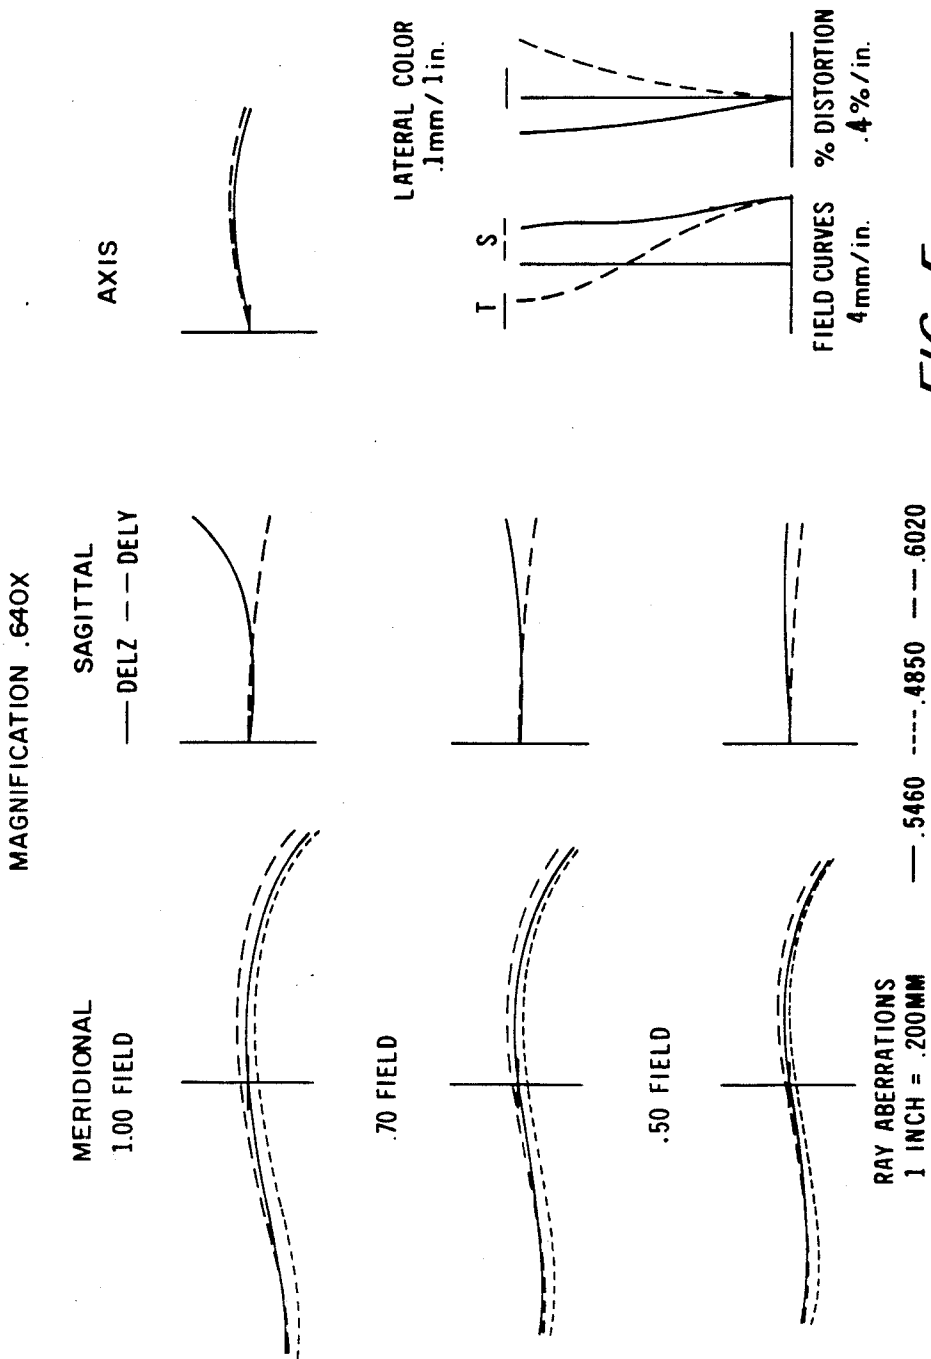 MAGNIFICATION .640X
MERIDIONAL
1.00 FIELD
SAGITTAL
DELZ DELY
AXIS
.70 FIELD
.50 FIELD
LATERAL COLOR
.1mm/1in.
T S
FIELD CURVES
4mm/in.
% DISTORTION
.4%/in.
RAY ABERRATIONS
1 INCH = .200MM
.5460 .4850 .6020